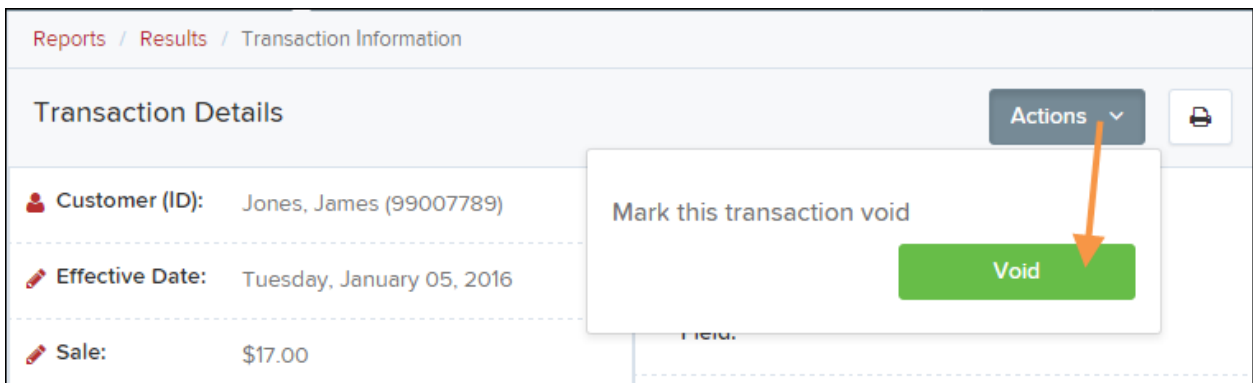 Reports / Results / Transaction Information
Transaction Details
Actions
Customer (ID): Jones, James (99007789)
Mark this transaction void
Effective Date: Tuesday, January 05, 2016
Void
Sale: $17.00